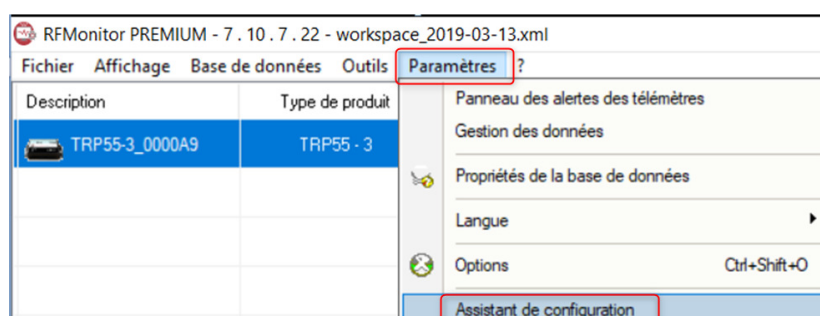 RFMonitor PREMIUM - 7 . 10 . 7 . 22 - workspace_2019-03-13.xml
Fichier Affichage Base de données Outils Paramètres ?
Description Type de produit
TRP55-3_0000A9 TRP55 - 3
Panneau des alertes des télémètres
Gestion des données
Propriétés de la base de données
Langue
Options Ctrl+Shift+O
Assistant de configuration